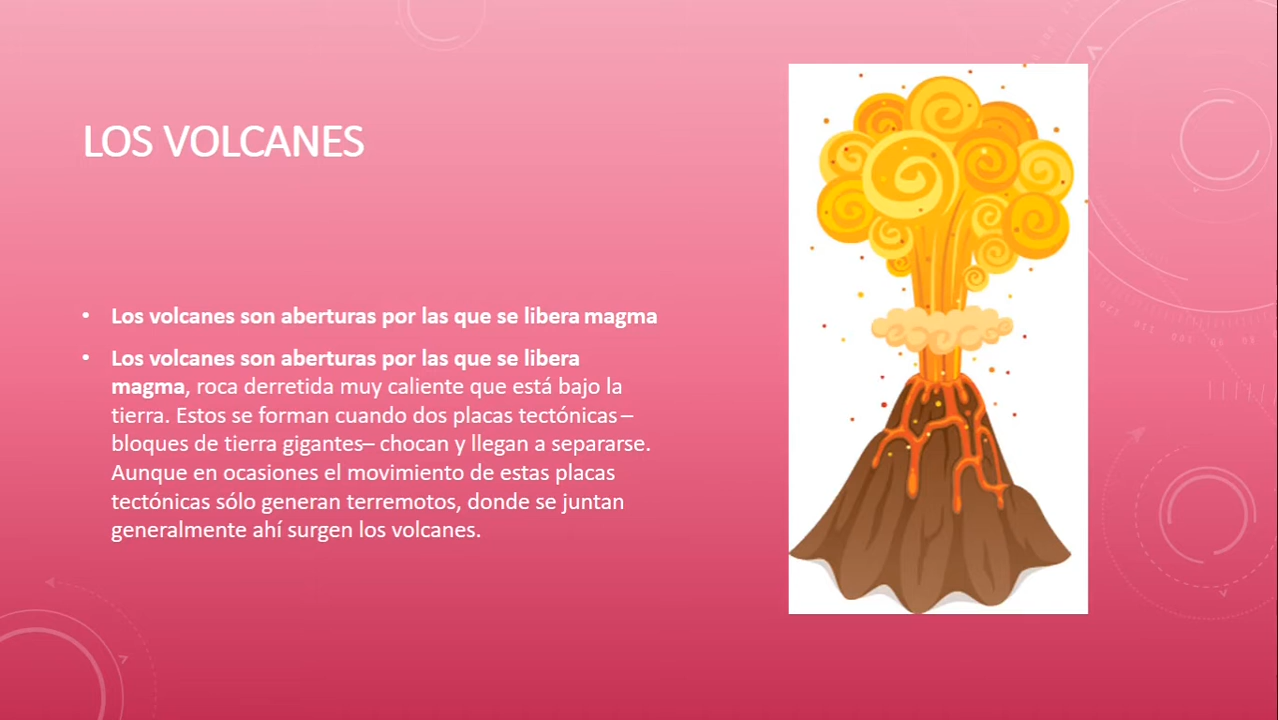 LOS VOLCANES
• Los volcanes son aberturas por las que se libera magma
• Los volcanes son aberturas por las que se libera
magma, roca derretida muy caliente que está bajo la
tierra. Estos se forman cuando dos placas tectónicas –
bloques de tierra gigantes– chocan y llegan a separarse.
Aunque en ocasiones el movimiento de estas placas
tectónicas sólo generan terremotos, donde se juntan
generalmente ahí surgen los volcanes.